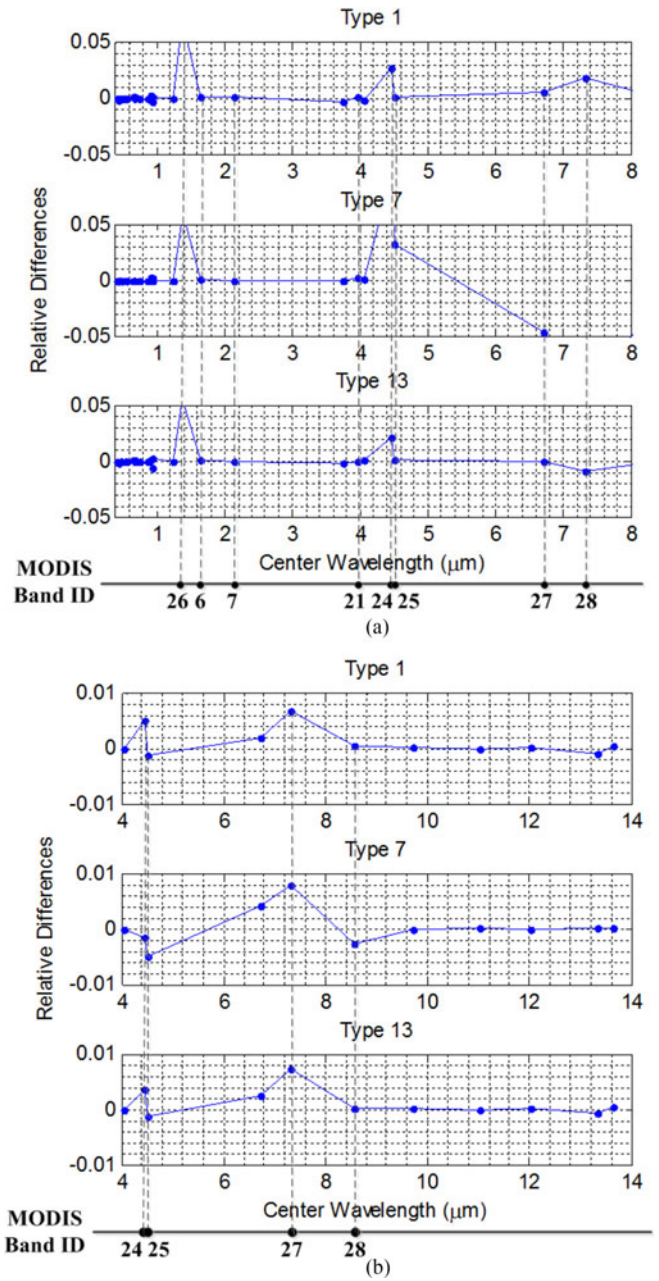 Type 1
0.05
0
-0.05
1 2 3 4 5 6 7 8
Type 7
0.05
0
-0.05
1 2 3 4 5 6 7 8
Type 13
0.05
0
-0.05
1 2 3 4 5 6 7 8
Relative Differences
Center Wavelength (μm)
MODIS
Band ID
26 6 7 21 24 25 27 28
(a)
Type 1
0.01
0
-0.01
4 6 8 10 12 14
Type 7
0.01
0
-0.01
4 6 8 10 12 14
Type 13
0.01
0
-0.01
4 6 8 10 12 14
Relative Differences
Center Wavelength (μm)
MODIS
Band ID
24 25 27 28
(b)